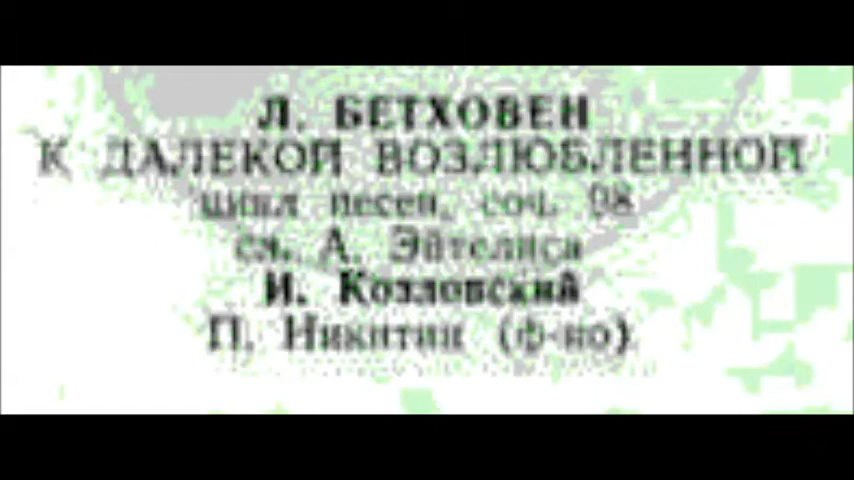 Л. БЕТХОВЕН
К ДАЛЕКОЙ ВОЗЛЮБЛЕННОЙ
цикл песен, соч. 98
сл. А. Эйтелиса
И. Козловский
П. Никитин (ф-но)